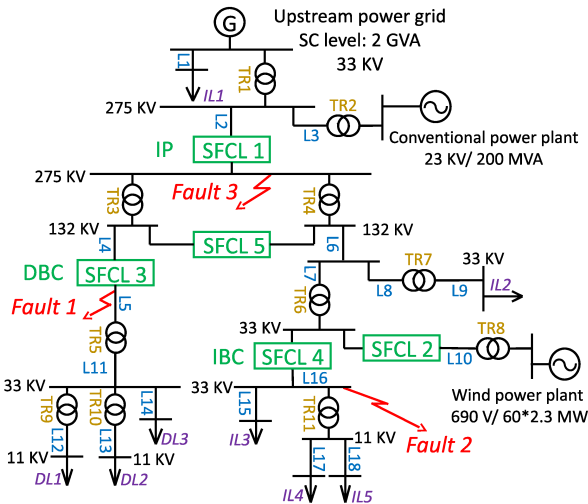 G
Upstream power grid
SC level: 2 GVA
33 KV
L1
TR1
IL1
275 KV
L2
L3
TR2
Conventional power plant
23 KV/ 200 MVA
IP
SFCL 1
275 KV
Fault 3
TR3
TR4
132 KV
132 KV
L4
SFCL 5
L6
DBC
SFCL 3
L7
L8
TR7
L9
33 KV
IL2
Fault 1
L5
TR6
TR5
33 KV
L11
IBC
SFCL 4
SFCL 2
L10
TR8
33 KV
33 KV
L16
Wind power plant
690 V/ 60*2.3 MW
TR9
TR10
L14
L15
TR11
Fault 2
L12
L13
DL3
IL3
11 KV
11 KV
11 KV
L17
L18
DL1
DL2
IL4
IL5